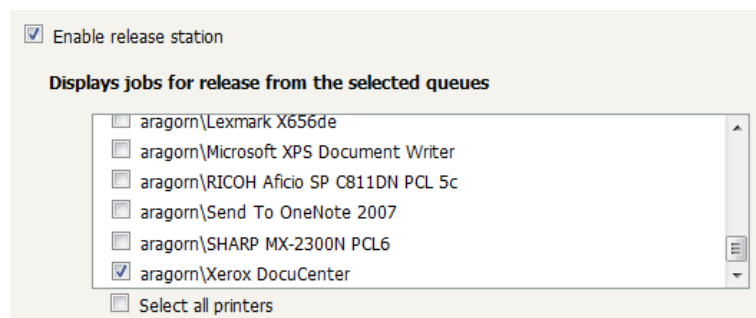 Enable release station
Displays jobs for release from the selected queues
aragorn\Lexmark X656de
aragorn\Microsoft XPS Document Writer
aragorn\RICOH Aficio SP C811DN PCL 5c
aragorn\Send To OneNote 2007
aragorn\SHARP MX-2300N PCL6
aragorn\Xerox DocuCenter
Select all printers